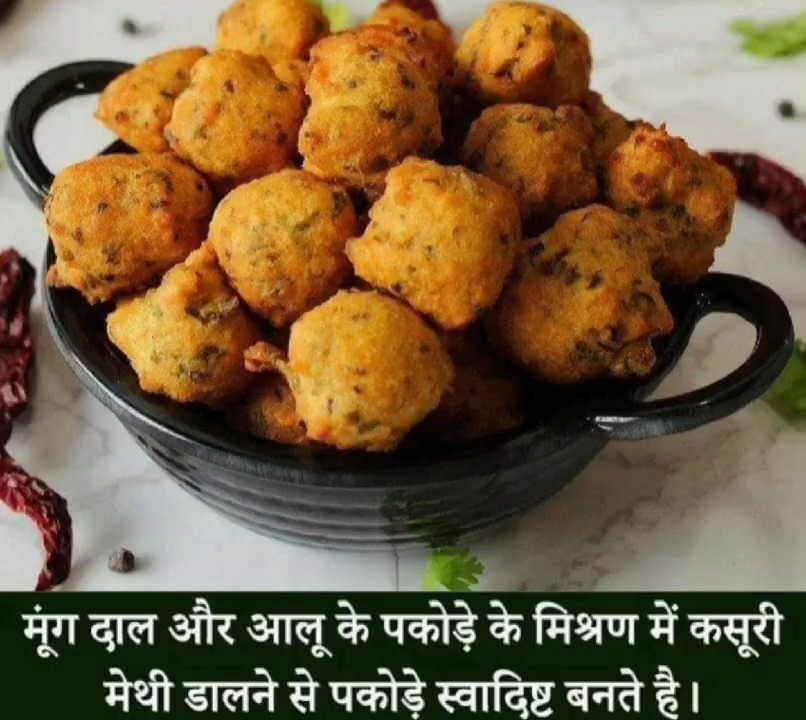 मूंग दाल और आलू के पकोड़े के मिश्रण में कसूरी
मेथी डालने से पकोड़े स्वादिष्ट बनते है।